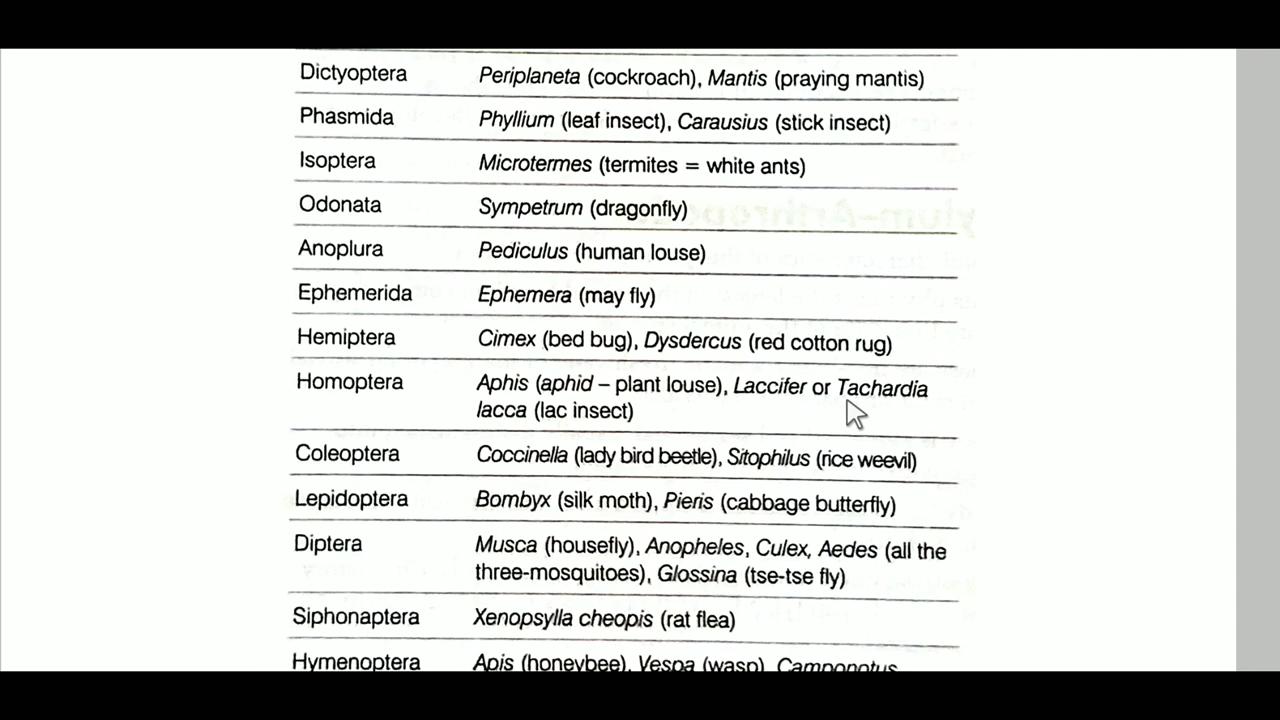 Dictyoptera Periplaneta (cockroach), Mantis (praying mantis)
Phasmida Phyllium (leaf insect), Carausius (stick insect)
Isoptera Microtermes (termites = white ants)
Odonata Sympetrum (dragonfly)
Anoplura Pediculus (human louse)
Ephemerida Ephemera (may fly)
Hemiptera Cimex (bed bug), Dysdercus (red cotton rug)
Homoptera Aphis (aphid – plant louse), Laccifer or Tachardia
lacca (lac insect)
Coleoptera Coccinella (lady bird beetle), Sitophilus (rice weevil)
Lepidoptera Bombyx (silk moth), Pieris (cabbage butterfly)
Diptera Musca (housefly), Anopheles, Culex, Aedes (all the
three-mosquitoes), Glossina (tse-tse fly)
Siphonaptera Xenopsylla cheopis (rat flea)
Hymenoptera Apis (honeybee), Vespa (wasp), Camponotus